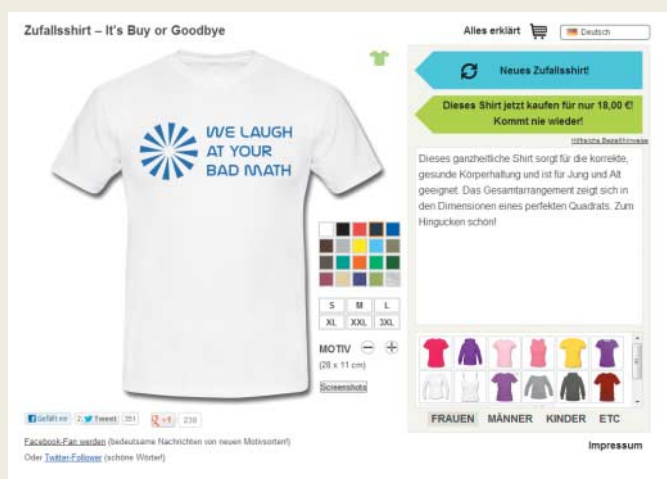 Zufallsshirt – It's Buy or Goodbye
Alles erklärt
Deutsch
WE LAUGH
AT YOUR
BAD MATH
Neues Zufallsshirt!
Dieses Shirt jetzt kaufen für nur 18,00 €!
Kommt nie wieder!
Hilfreiche Bestellhinweise
Dieses ganzheitliche Shirt sorgt für die korrekte,
gesunde Körperhaltung und ist für Jung und Alt
geeignet. Das Gesamtarrangement zeigt sich in
den Dimensionen eines perfekten Quadrats. Zum
Hingucken schön!
S M L
XL XXL 3XL
MOTIV
(28 x 11 cm)
Screenshots
FRAUEN MÄNNER KINDER ETC
Gefällt mir Tweet 351 +1 238
Facebook-Fan werden (bedeutsame Nachrichten von neuen Motivsorten!)
Oder Twitter-Follower (schöne Wörter!)
Impressum